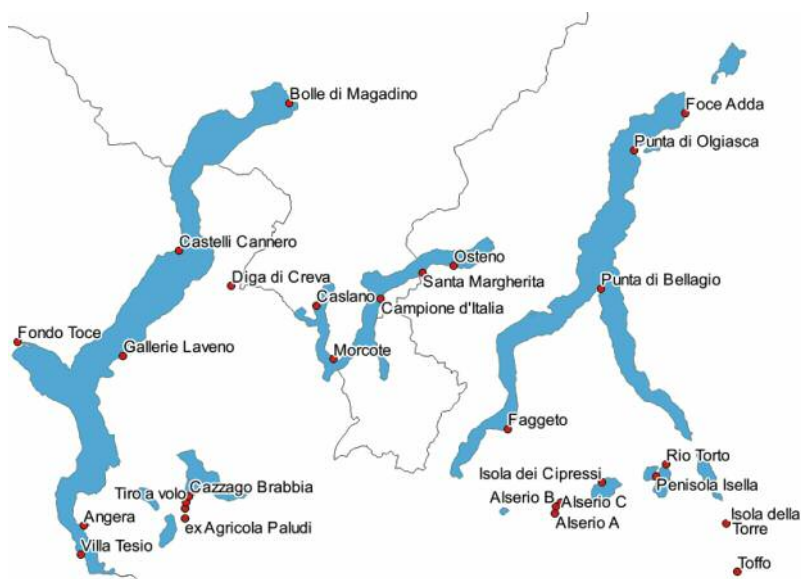 Bolle di Magadino
Foce Adda
Punta di Olgiasca
Castelli Cannero
Osteno
Santa Margherita
Diga di Creva
Punta di Bellagio
Caslano
Campione d'Italia
Fondo Toce
Gallerie Laveno
Morcote
Faggeto
Rio Torto
Isola dei Cipressi
Penisola Isella
Tiro a volo
Cazzago Brabbia
Alserio B
Alserio C
Isola della
Torre
Angera
ex Agricola Paludi
Alserio A
Villa Tesio
Toffo